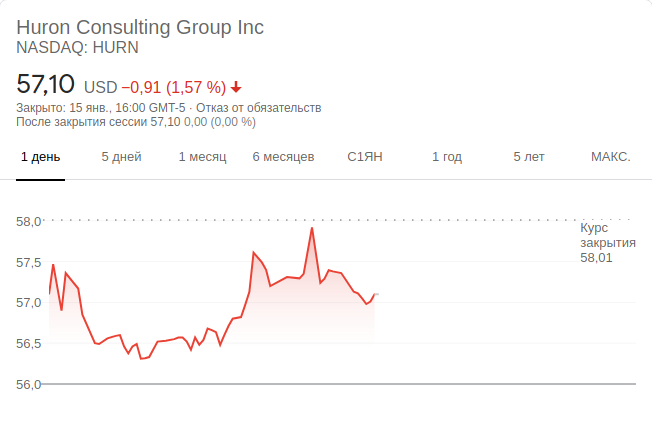 Huron Consulting Group Inc
NASDAQ: HURN
57,10 USD −0,91 (1,57 %)
Закрыто: 15 янв., 16:00 GMT-5 · Отказ от обязательств
После закрытия сессии 57,10 0,00 (0,00 %)
1 день 5 дней 1 месяц 6 месяцев С1ЯН 1 год 5 лет МАКС.
58,0
Курс
закрытия
58,01
57,5
57,0
56,5
56,0